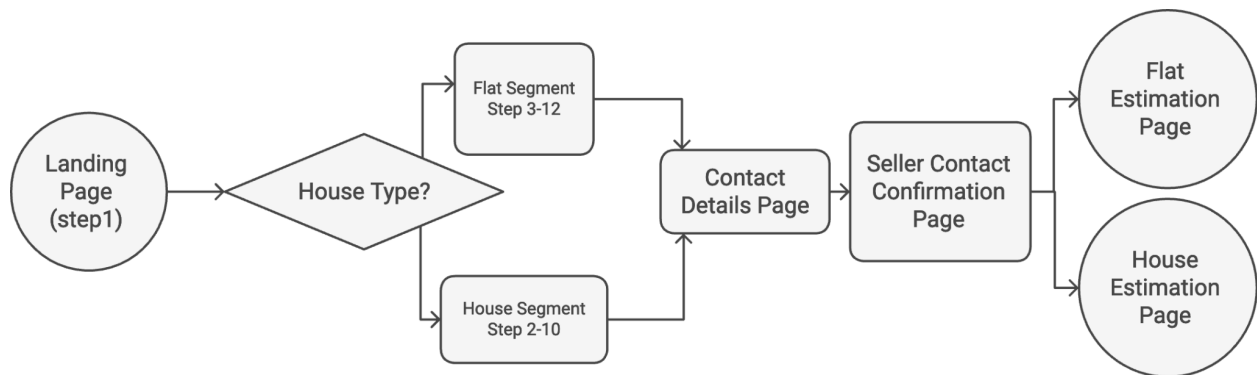 Landing
Page
(step1)
House Type?
Flat Segment
Step 3-12
House Segment
Step 2-10
Contact
Details Page
Seller Contact
Confirmation
Page
Flat
Estimation
Page
House
Estimation
Page